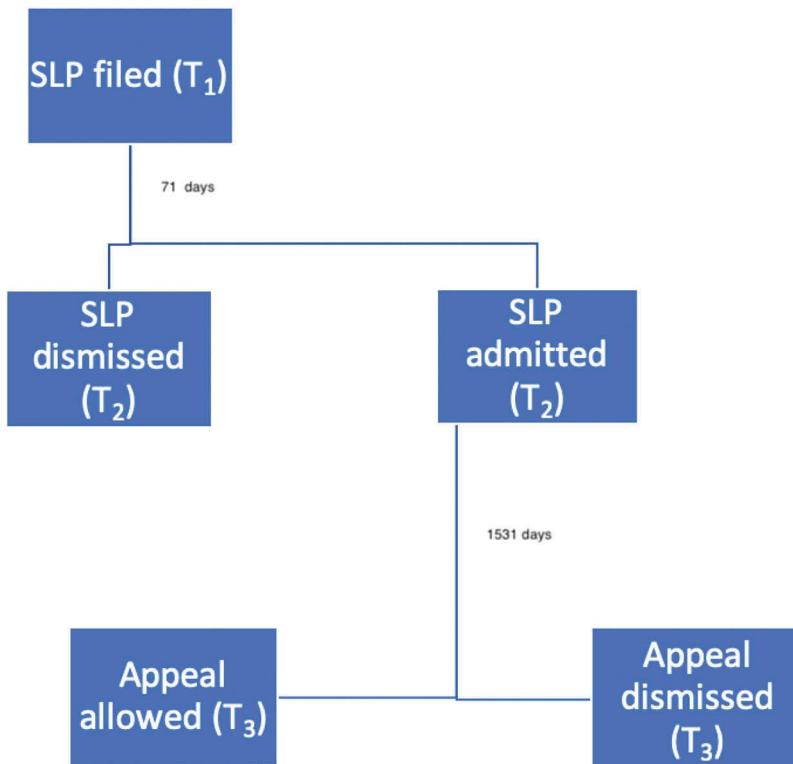 SLP filed (T₁)
71 days
SLP
dismissed
(T₂)
SLP
admitted
(T₂)
1531 days
Appeal
allowed (T₃)
Appeal
dismissed
(T₃)